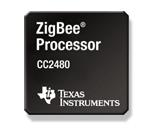 ZigBee®
Processor
CC2480
TEXAS
INSTRUMENTS